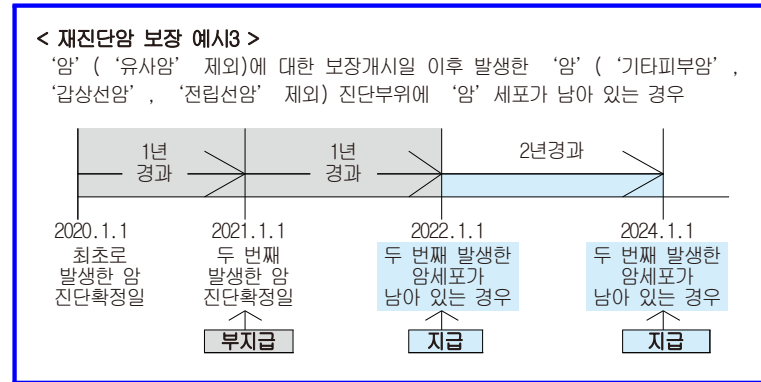 < 재진단암 보장 예시3 >
‘암’ ( ‘유사암’ 제외)에 대한 보장개시일 이후 발생한 ‘암’ ( ‘기타피부암’ ,
‘갑상선암’ , ‘전립선암’ 제외) 진단부위에 ‘암’ 세포가 남아 있는 경우
1년 1년 2년경과
경과 경과
2020.1.1 2021.1.1 2022.1.1 2024.1.1
최초로 두 번째 두 번째 발생한 두 번째 발생한
발생한 암 발생한 암 암세포가 암세포가
진단확정일 진단확정일 남아 있는 경우 남아 있는 경우
부지급 지급 지급